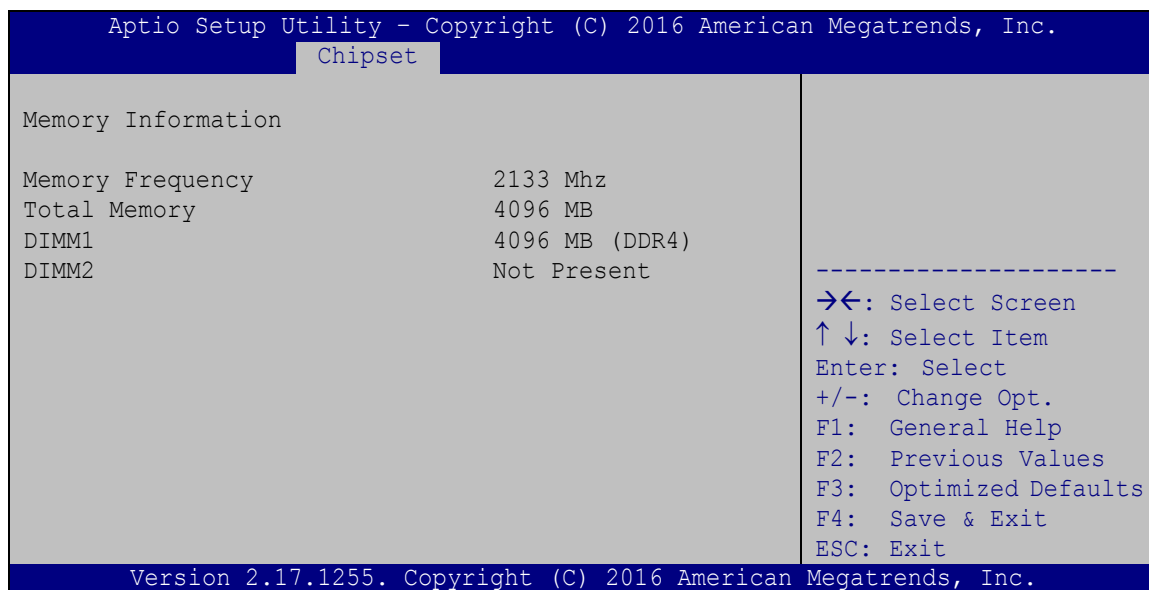 Aptio Setup Utility – Copyright (C) 2016 American Megatrends, Inc.
Chipset
Memory Information
Memory Frequency 2133 Mhz
Total Memory 4096 MB
DIMM1 4096 MB (DDR4)
DIMM2 Not Present
---------------------
→←: Select Screen
↑ ↓: Select Item
Enter: Select
+/-: Change Opt.
F1: General Help
F2: Previous Values
F3: Optimized Defaults
F4: Save & Exit
ESC: Exit
Version 2.17.1255. Copyright (C) 2016 American Megatrends, Inc.